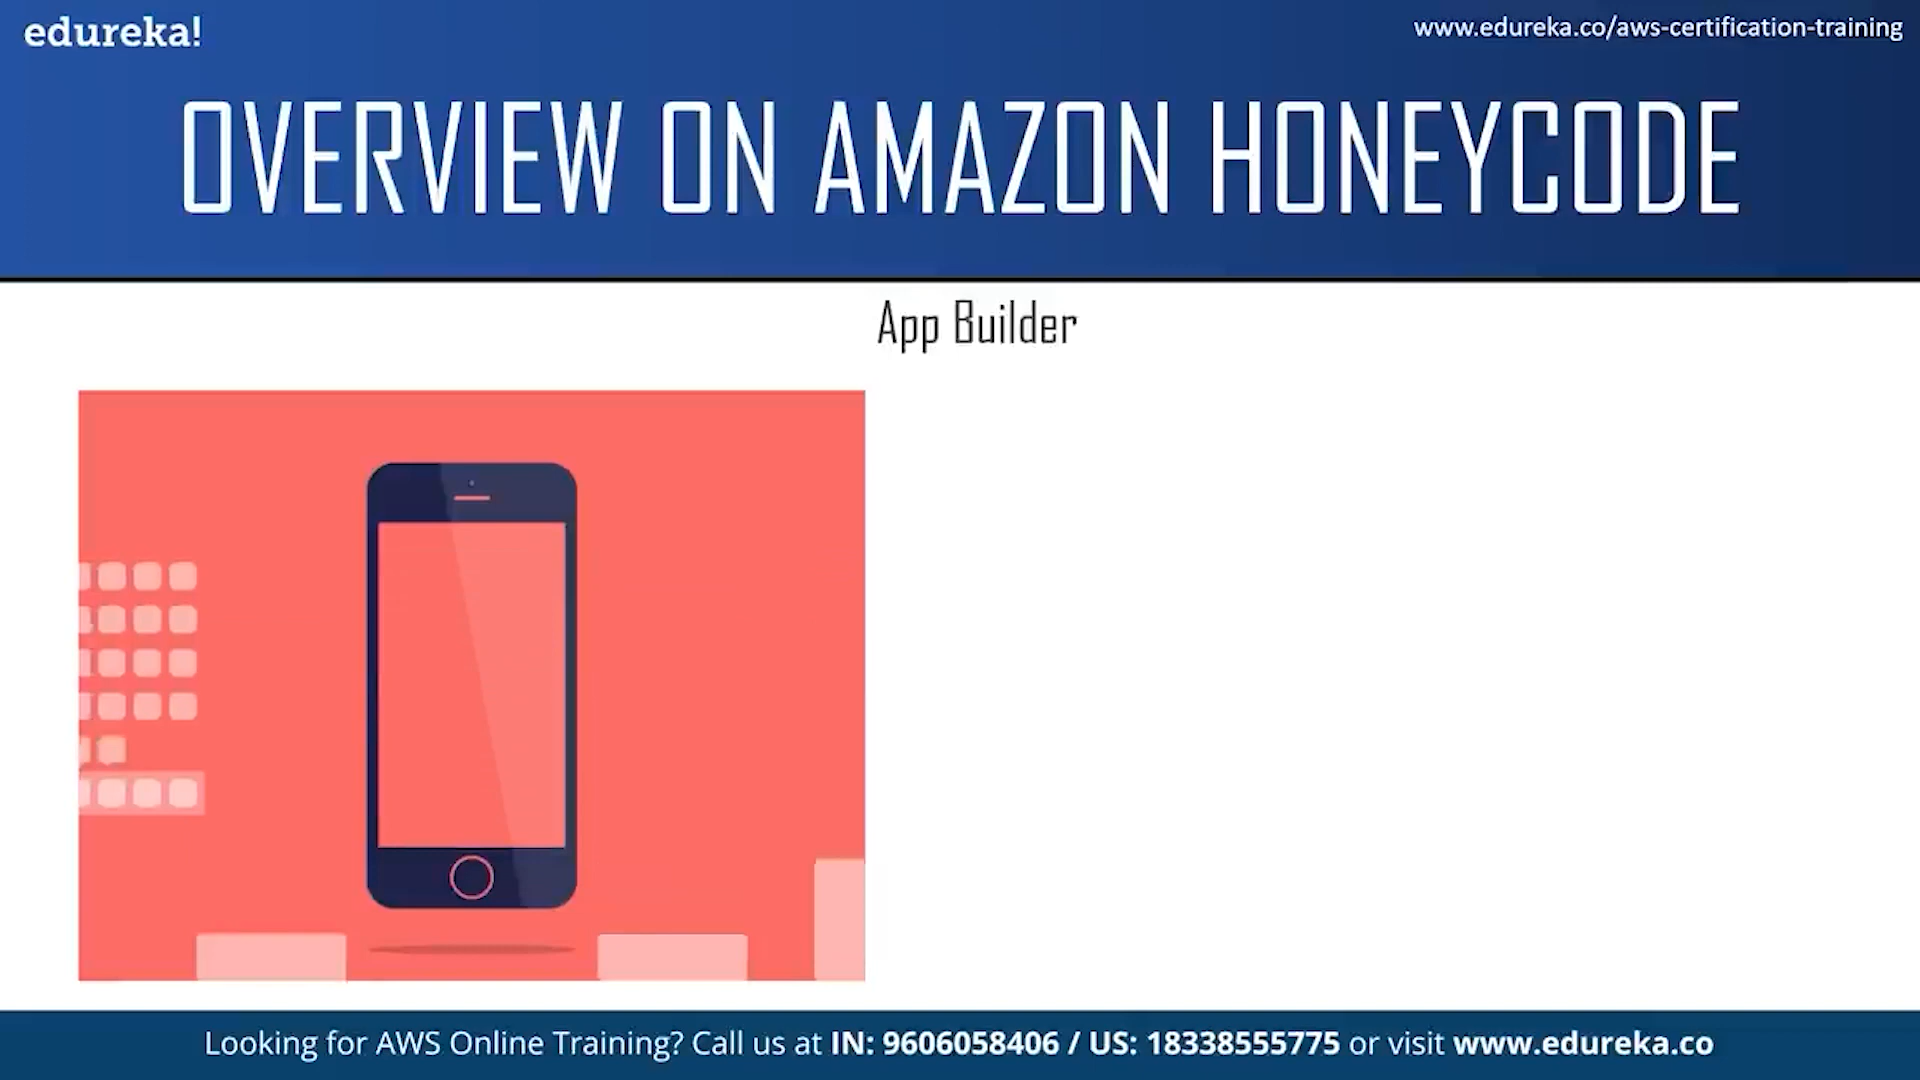 edureka!
www.edureka.co/aws-certification-training
OVERVIEW ON AMAZON HONEYCODE
App Builder
Looking for AWS Online Training? Call us at IN: 9606058406 / US: 18338555775 or visit www.edureka.co